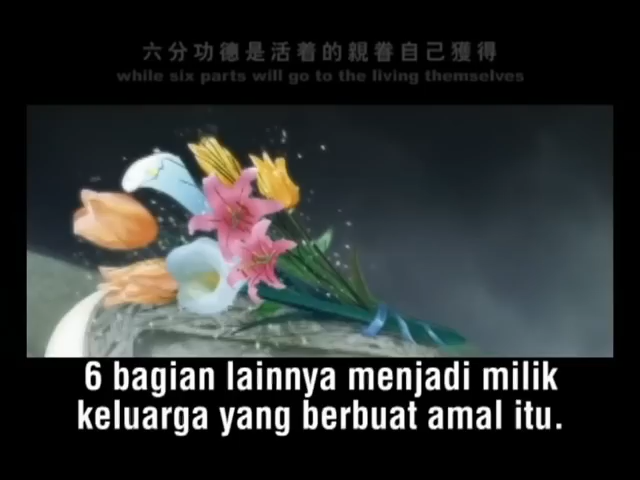 六分功德是活着的親眷自己獲得
while six parts will go to the living themselves
6 bagian lainnya menjadi milik
keluarga yang berbuat amal itu.